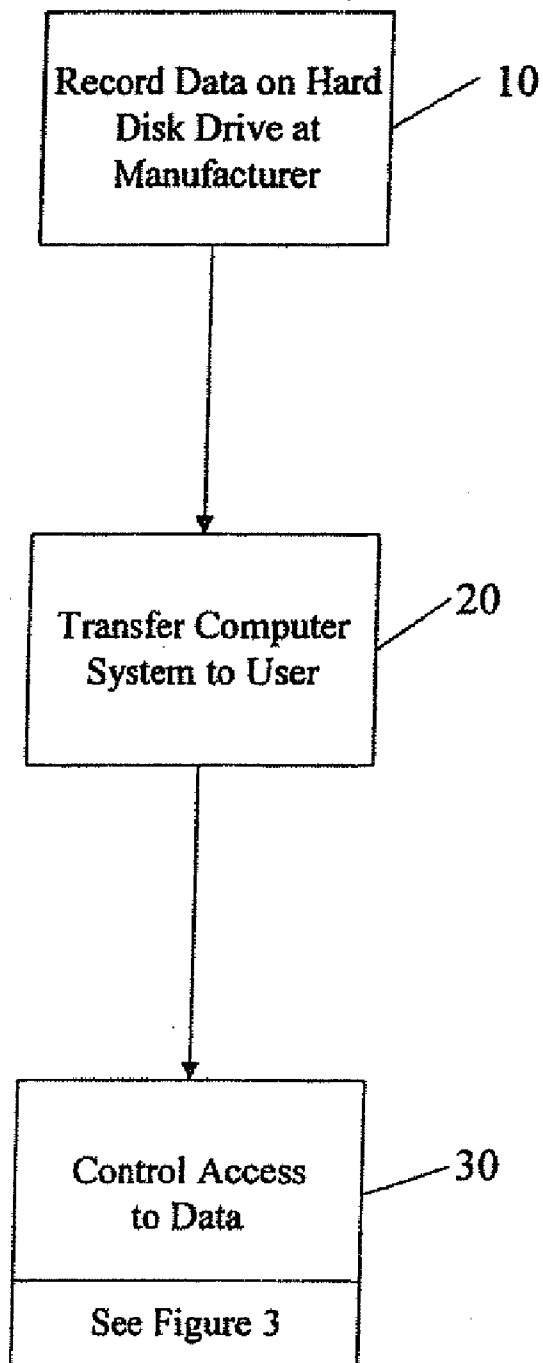 Record Data on Hard
Disk Drive at
Manufacturer
10
Transfer Computer
System to User
20
Control Access
to Data
30
See Figure 3